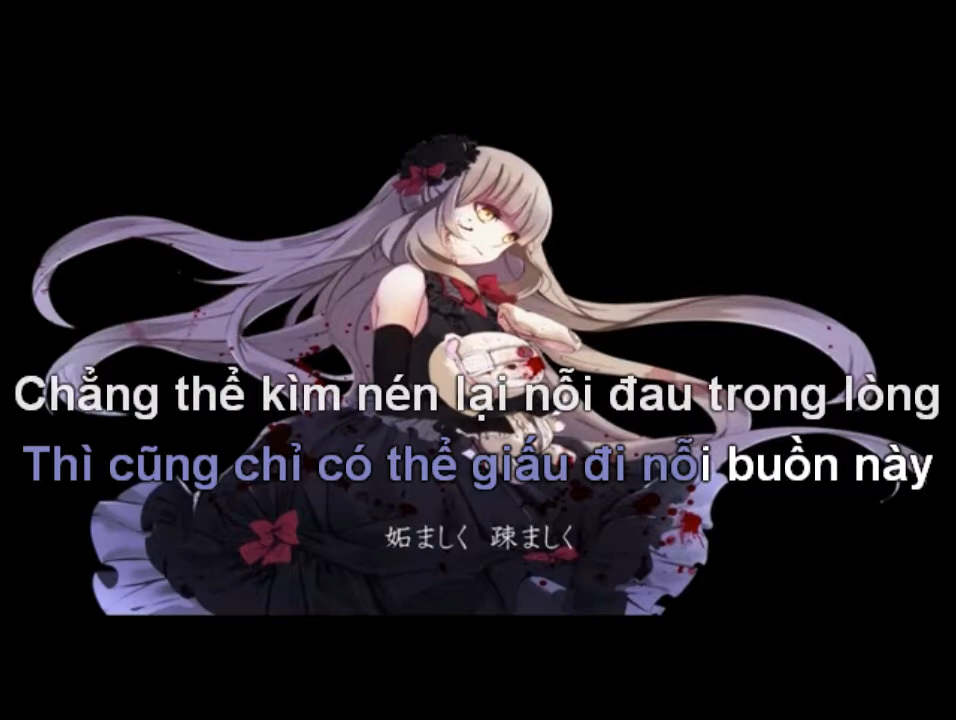 Chẳng thể kìm nén lại nỗi đau trong lòng
Thì cũng chỉ có thể giấu đi nỗi buồn này
妬ましく 疎ましく